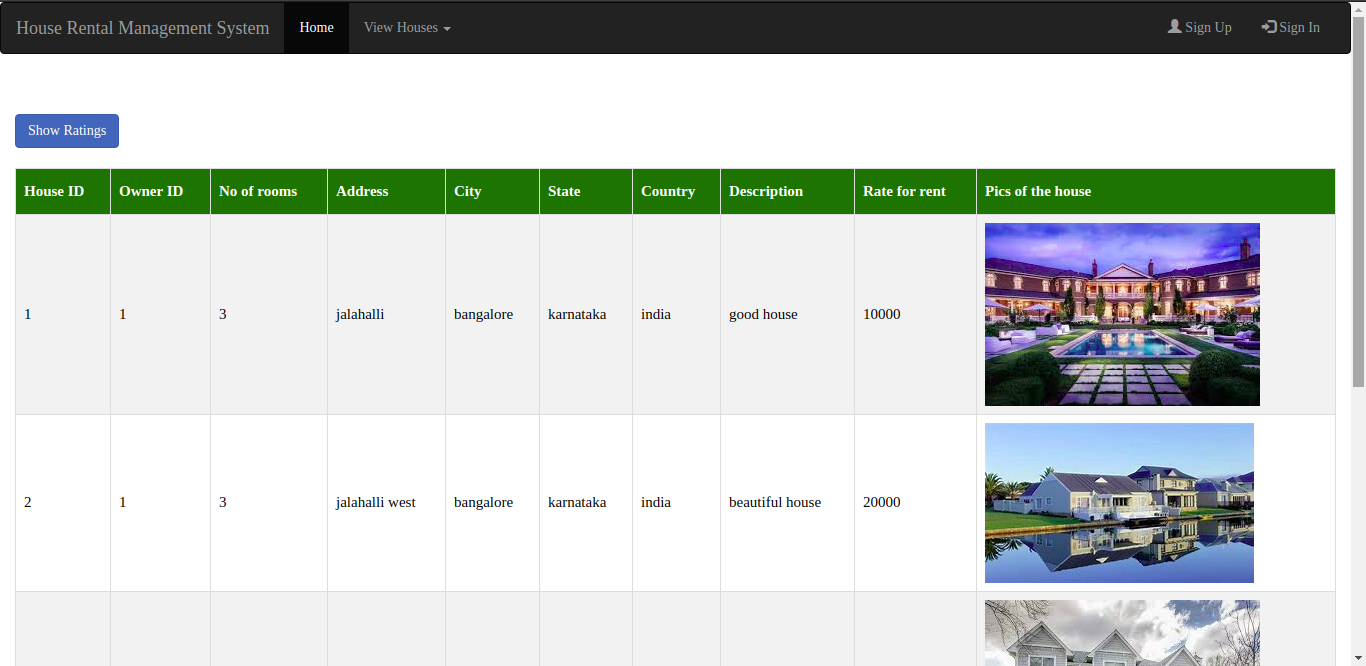 House Rental Management System Home View Houses Sign Up Sign In
Show Ratings
House ID Owner ID No of rooms Address City State Country Description Rate for rent Pics of the house
1 1 3 jalahalli bangalore karnataka india good house 10000
2 1 3 jalahalli west bangalore karnataka india beautiful house 20000